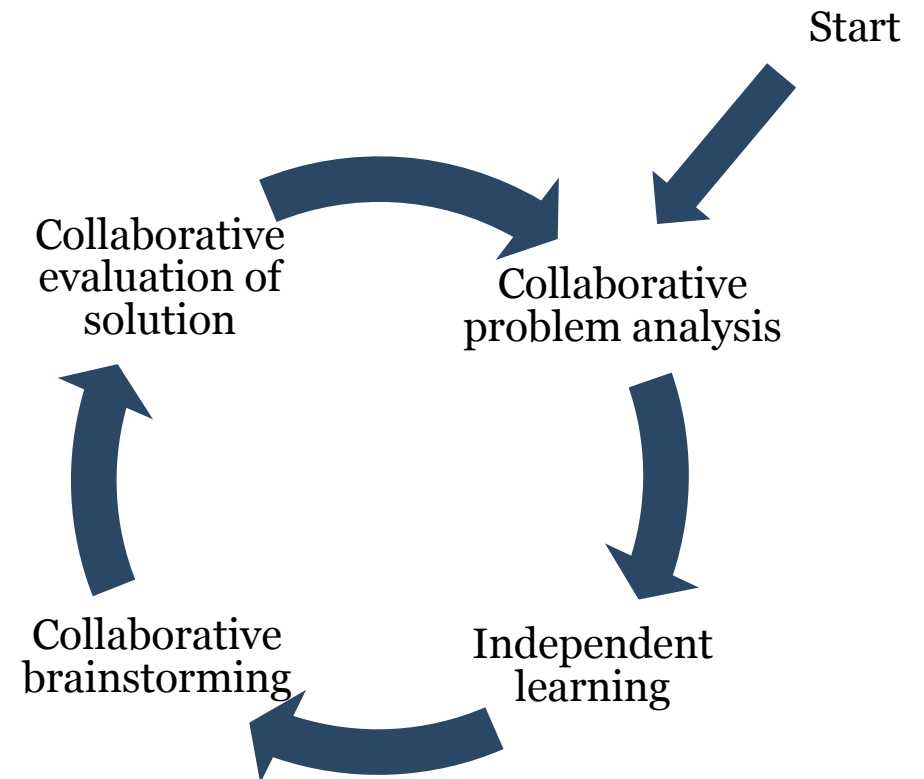 Start
Collaborative
problem analysis
Independent
learning
Collaborative
brainstorming
Collaborative
evaluation of
solution